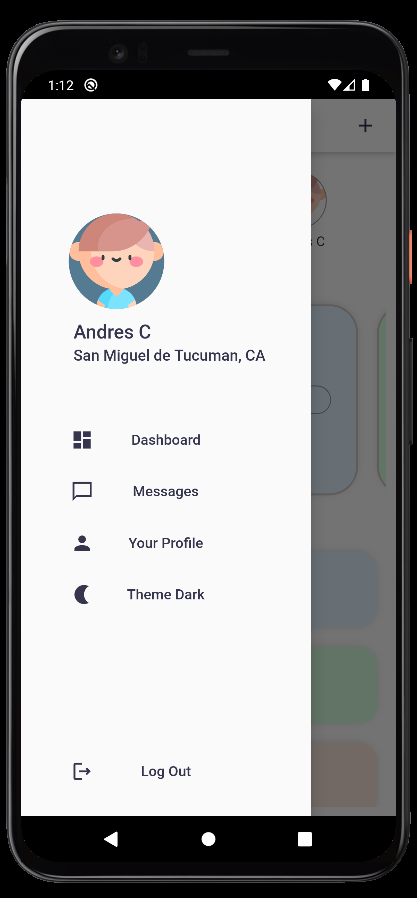 1:12
s C
Andres C
San Miguel de Tucuman, CA
Dashboard
Messages
Your Profile
Theme Dark
Log Out